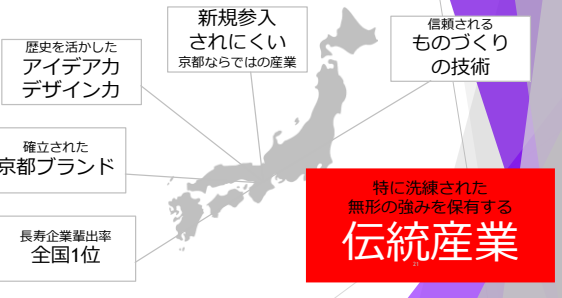 歴史を活かした
アイデア力
デザイン力
新規参入
されにくい
京都ならではの産業
信頼される
ものづくり
の技術
確立された
京都ブランド
長寿企業輩出率
全国1位
特に洗練された
無形の強みを保有する
伝統産業
21